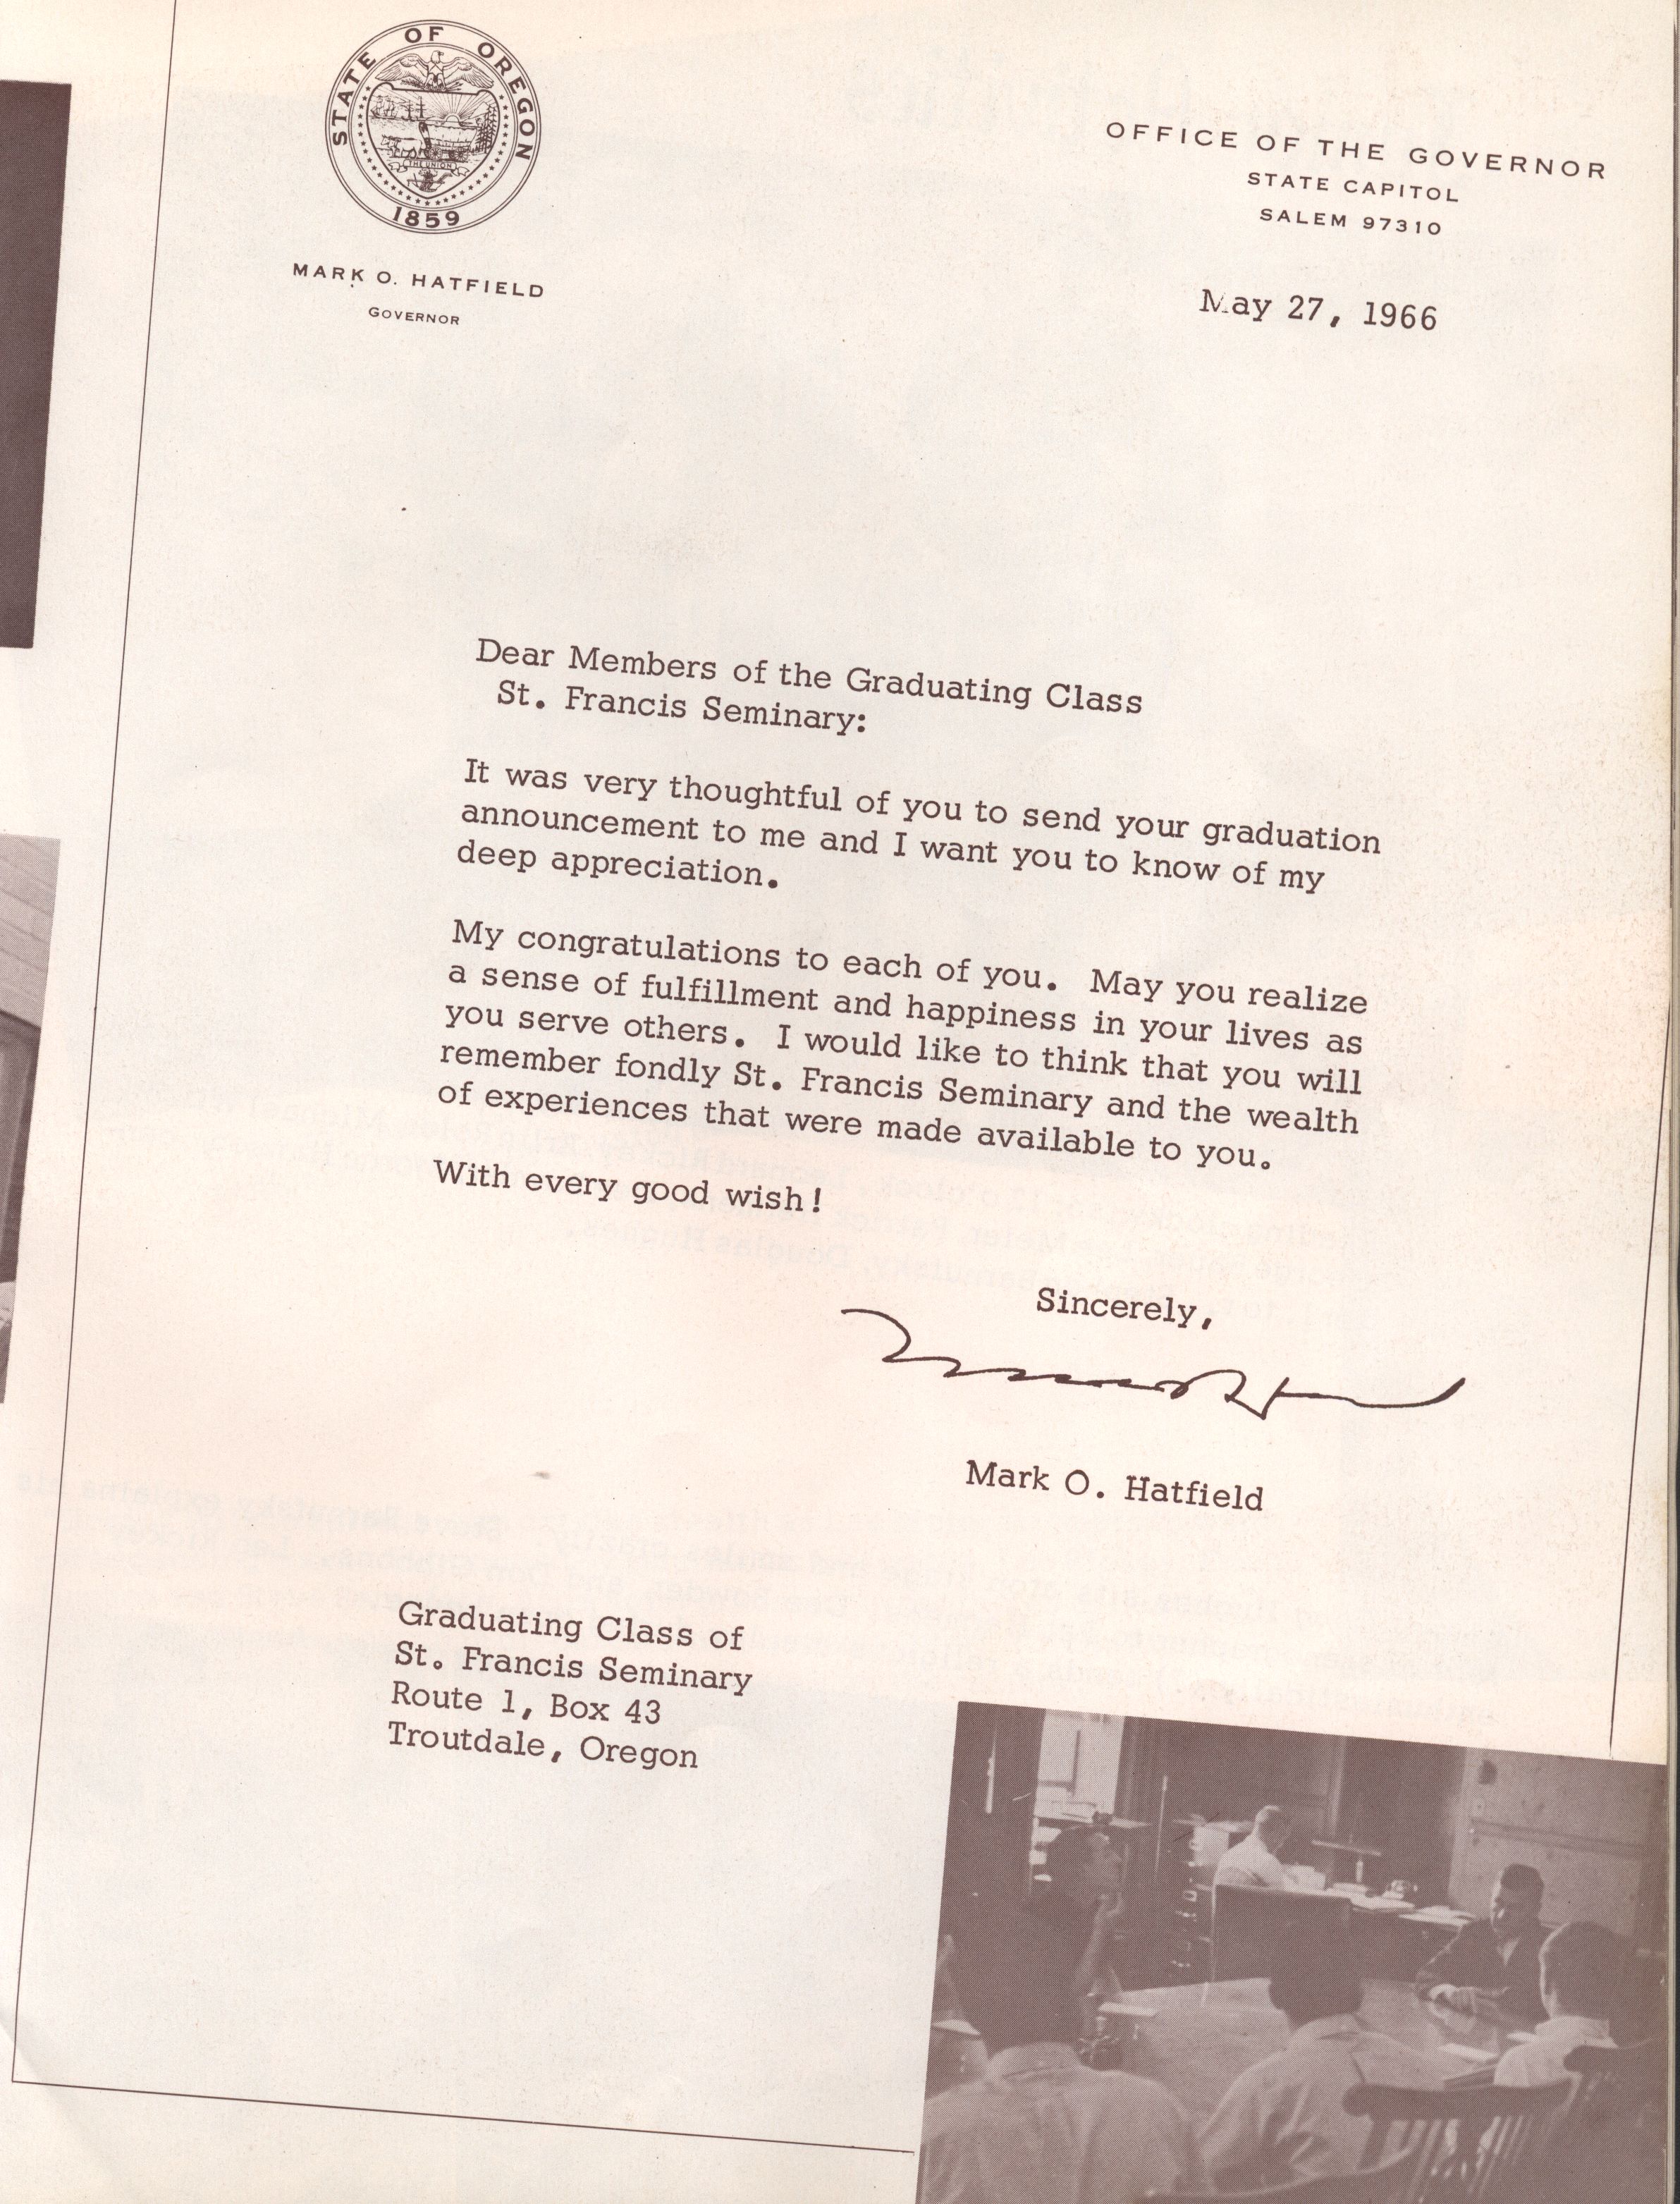 STATE OF OREGON
THE UNION
1859
MARK O. HATFIELD
GOVERNOR
OFFICE OF THE GOVERNOR
STATE CAPITOL
SALEM 97310
May 27, 1966
Dear Members of the Graduating Class
St. Francis Seminary:
It was very thoughtful of you to send your graduation
announcement to me and I want you to know of my
deep appreciation.
My congratulations to each of you. May you realize
a sense of fulfillment and happiness in your lives as
you serve others. I would like to think that you will
remember fondly St. Francis Seminary and the wealth
of experiences that were made available to you.
With every good wish!
Sincerely,
Mark O. Hatfield
Graduating Class of
St. Francis Seminary
Route 1, Box 43
Troutdale, Oregon